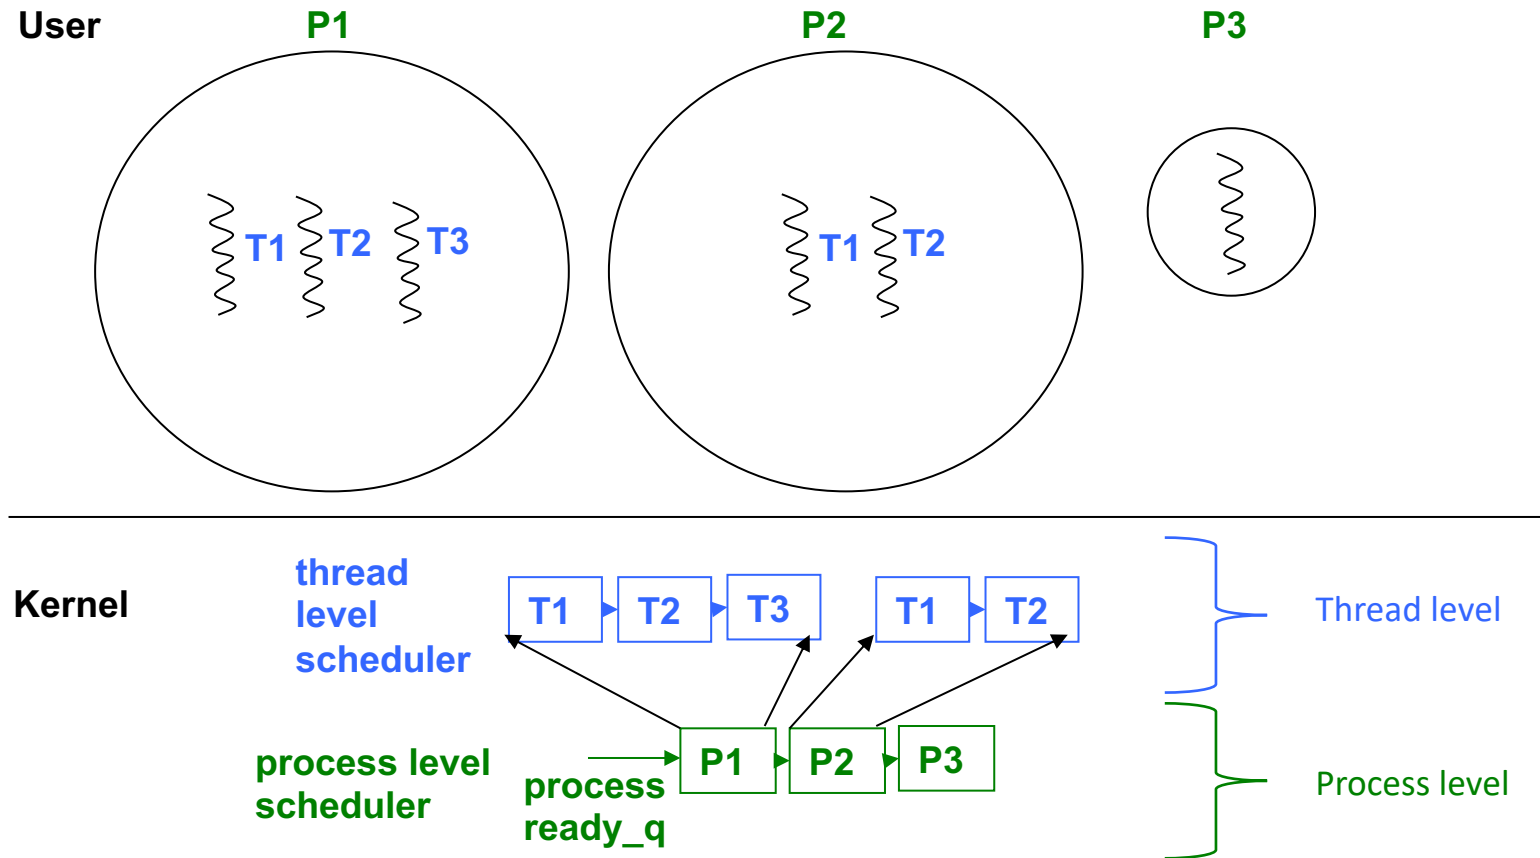 User
P1
P2
P3
T1
T2
T3
T1
T2
Kernel
thread
level
scheduler
T1
T2
T3
T1
T2
Thread level
process level
scheduler
process
ready_q
P1
P2
P3
Process level